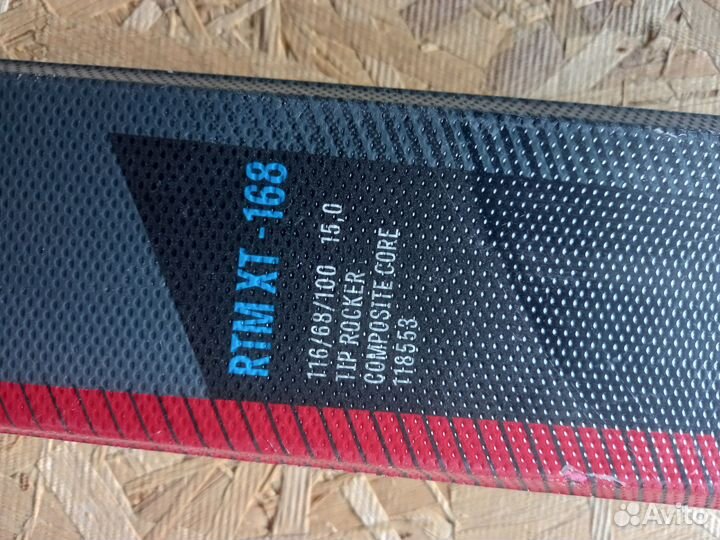 RTM XT - 168
116/68/100 15,0
TIP ROCKER
COMPOSITE CORE
118553
Avito